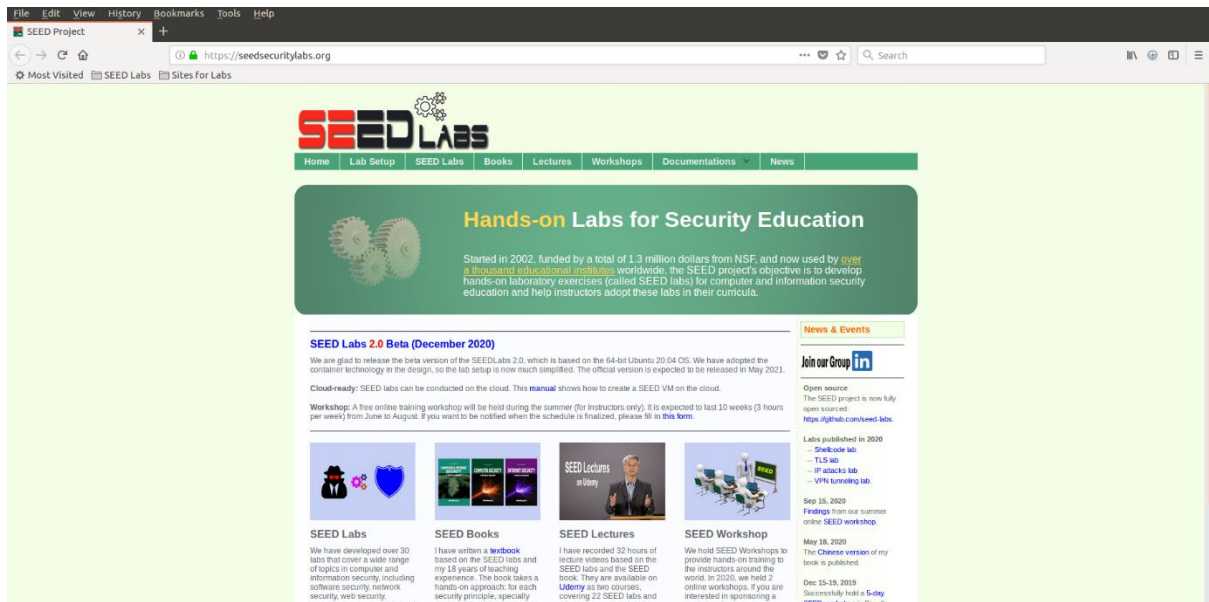 File Edit View History Bookmarks Tools Help
SEED Project
https://seedsecuritylabs.org
Search
Most Visited SEED Labs Sites for Labs
SEED LABS
Home Lab Setup SEED Labs Books Lectures Workshops Documentations News
Hands-on Labs for Security Education
Started in 2002, funded by a total of 1.3 million dollars from NSF, and now used by over
a thousand educational institutes worldwide, the SEED project's objective is to develop
hands-on laboratory exercises (called SEED labs) for computer and information security
education and help instructors adopt these labs in their curricula.
SEED Labs 2.0 Beta (December 2020)
We are glad to release the beta version of the SEEDLabs 2.0, which is based on the 64-bit Ubuntu 20.04 OS. We have adopted the
container technology in the design, so the lab setup is now much simplified. The official version is expected to be released in May 2021.
Cloud-ready: SEED labs can be conducted on the cloud. This manual shows how to create a SEED VM on the cloud.
Workshop: A free online training workshop will be held during the summer (for instructors only). It is expected to last 10 weeks (3 hours
per week) from June to August. If you want to be notified when the schedule is finalized, please fill in this form.
SEED Lectures
on Udemy
SEED
SEED Labs
We have developed over 30
labs that cover a wide range
of topics in computer and
information security, including
software security, network
security, web security,
SEED Books
I have written a textbook
based on the SEED labs and
my 18 years of teaching
experience. The book takes a
hands-on approach: for each
security principle, specially
SEED Lectures
I have recorded 32 hours of
lecture videos based on the
SEED labs and the SEED
book. They are available on
Udemy as two courses,
covering 22 SEED labs and
SEED Workshop
We hold SEED Workshops to
provide hands-on training to
the instructors around the
world. In 2020, we held 2
online workshops. If you are
interested in sponsoring a
News & Events
Join our Group in
Open source
The SEED project is now fully
open sourced:
https://github.com/seed-labs.
Labs published in 2020
-- Shellcode lab
-- TLS lab
-- IP attacks lab
-- VPN tunneling lab
Sep 15, 2020
Findings from our summer
online SEED workshop.
May 18, 2020
The Chinese version of my
book is published.
Dec 15-19, 2019
Successfully hold a 5-day